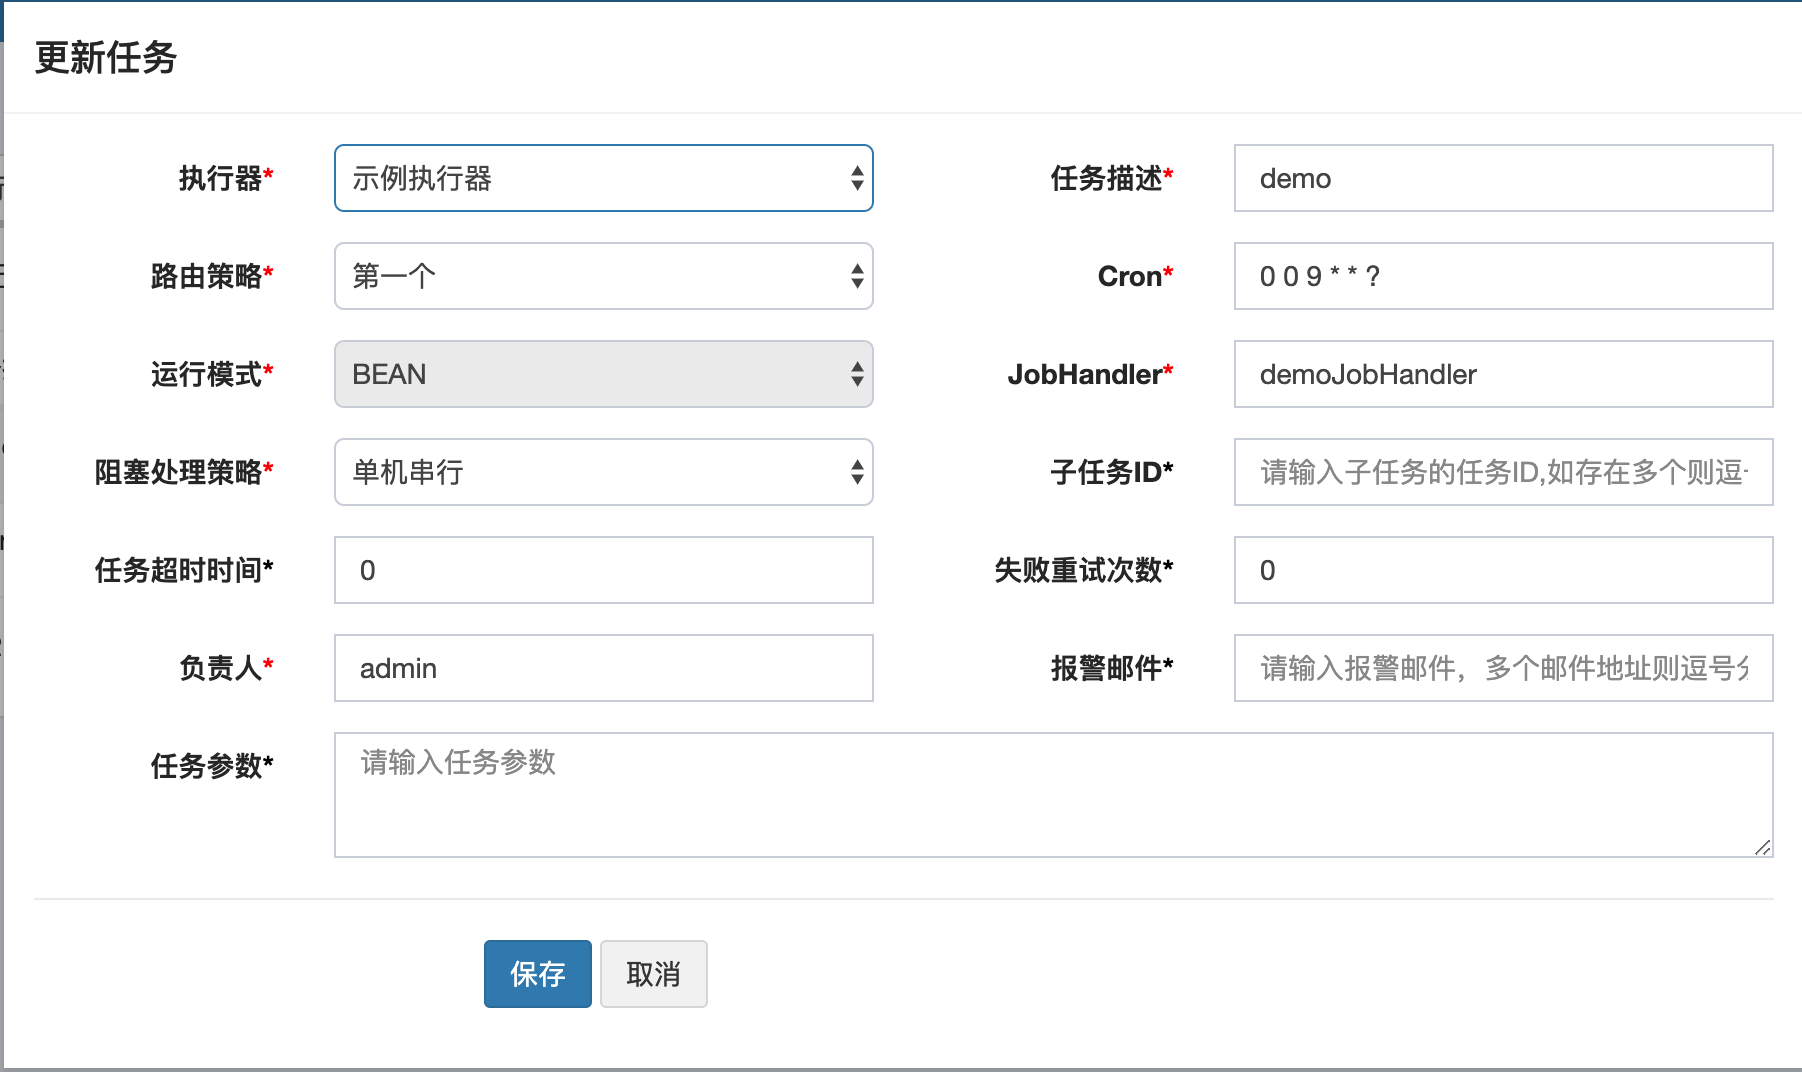 更新任务
执行器* 示例执行器 任务描述* demo
路由策略* 第一个 Cron* 0 0 9 * * ?
运行模式* BEAN JobHandler* demoJobHandler
阻塞处理策略* 单机串行 子任务ID* 请输入子任务的任务ID,如存在多个则逗
任务超时时间* 0 失败重试次数* 0
负责人* admin 报警邮件* 请输入报警邮件，多个邮件地址则逗号分
任务参数* 请输入任务参数
保存 取消